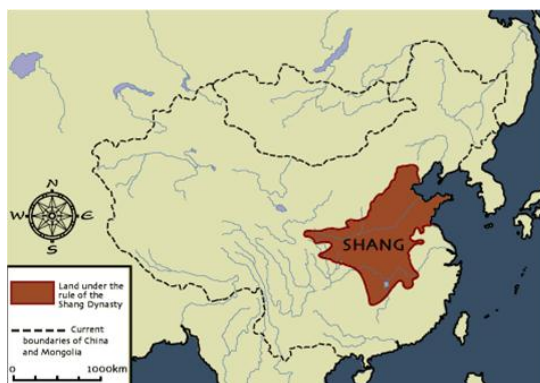 N
W
E
S
SHANG
Land under the
rule of the
Shang Dynasty
Current
boundaries of China
and Mongolia
0
1000km